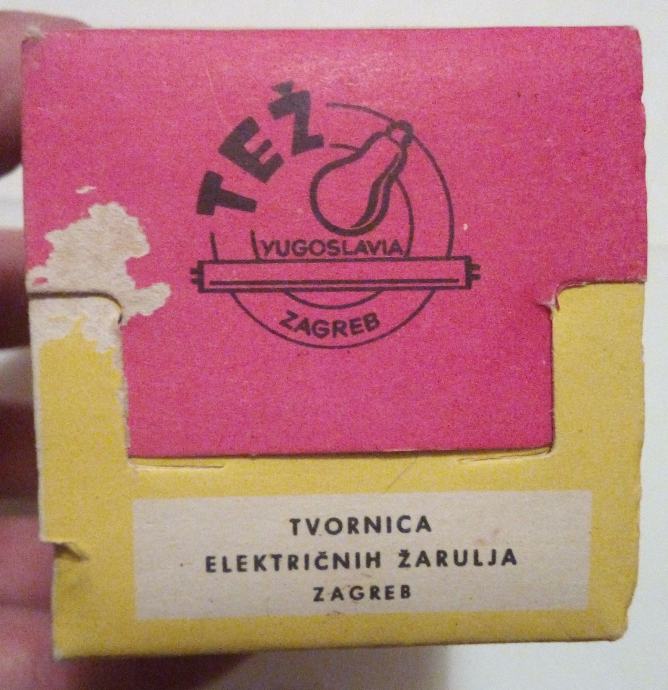 TEŽ
YUGOSLAVIA
ZAGREB
TVORNICA
ELEKTRIČNIH ŽARULJA
ZAGREB